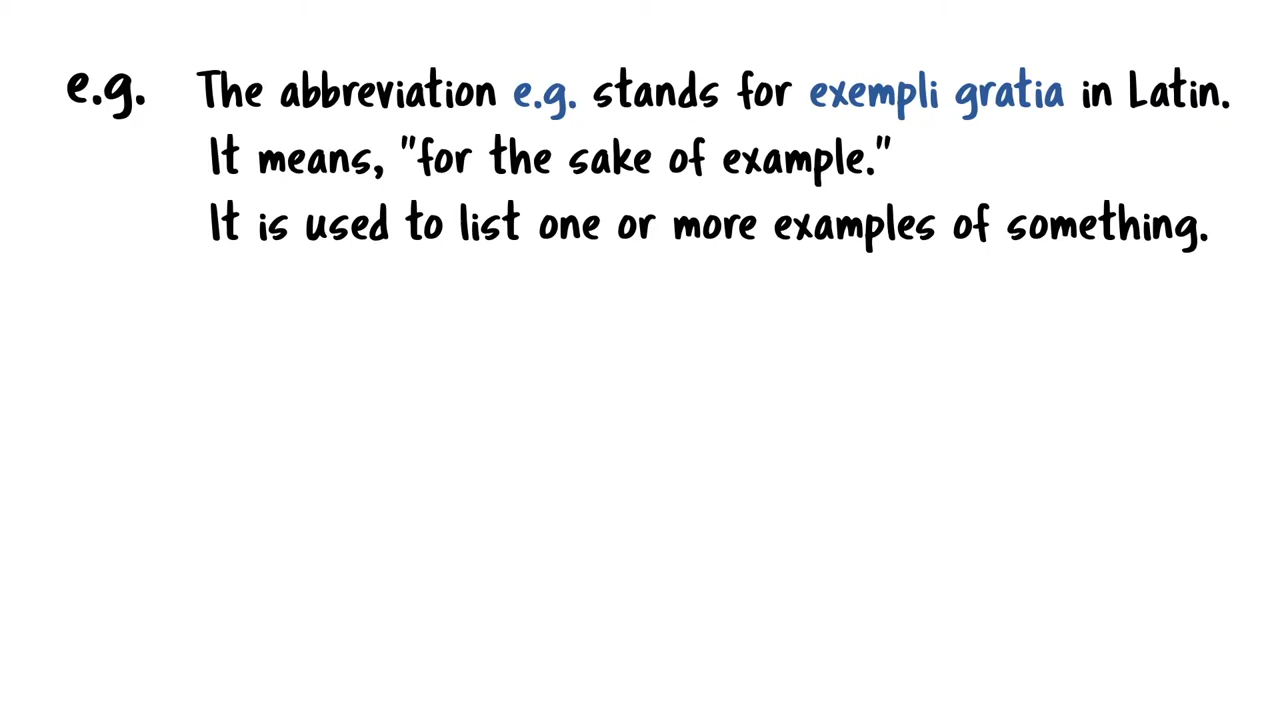 e.g. The abbreviation e.g. stands for exempli gratia in Latin.
It means, "for the sake of example."
It is used to list one or more examples of something.